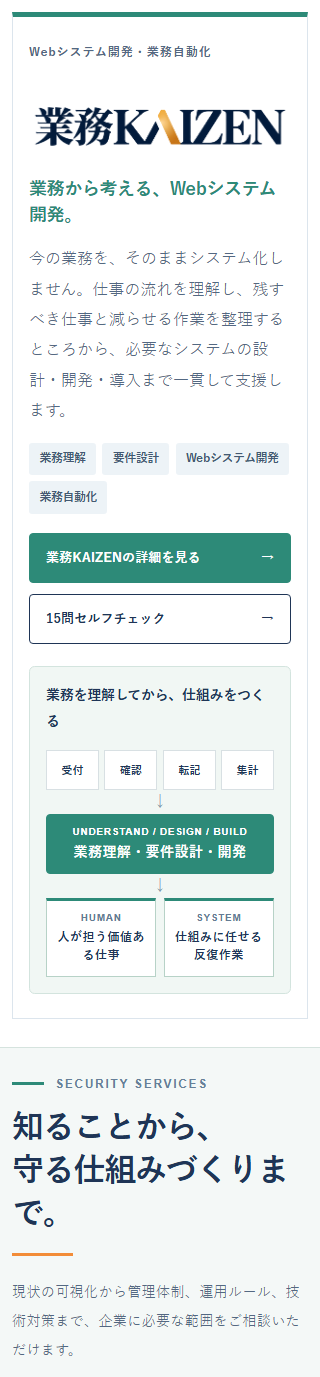 Webシステム開発・業務自動化
業務KAIZEN
業務から考える、Webシステム
開発。
今の業務を、そのままシステム化し
ません。仕事の流れを理解し、残す
べき仕事と減らせる作業を整理する
ところから、必要なシステムの設
計・開発・導入まで一貫して支援し
ます。
業務理解 要件設計 Webシステム開発
業務自動化
業務KAIZENの詳細を見る →
15問セルフチェック →
業務を理解してから、仕組みをつく
る
受付 確認 転記 集計
↓
UNDERSTAND / DESIGN / BUILD
業務理解・要件設計・開発
↓
HUMAN
人が担う価値あ
る仕事
SYSTEM
仕組みに任せる
反復作業
SECURITY SERVICES
知ることから、
守る仕組みづくりま
で。
現状の可視化から管理体制、運用ルール、技
術対策まで、企業に必要な範囲をご相談いた
だけます。